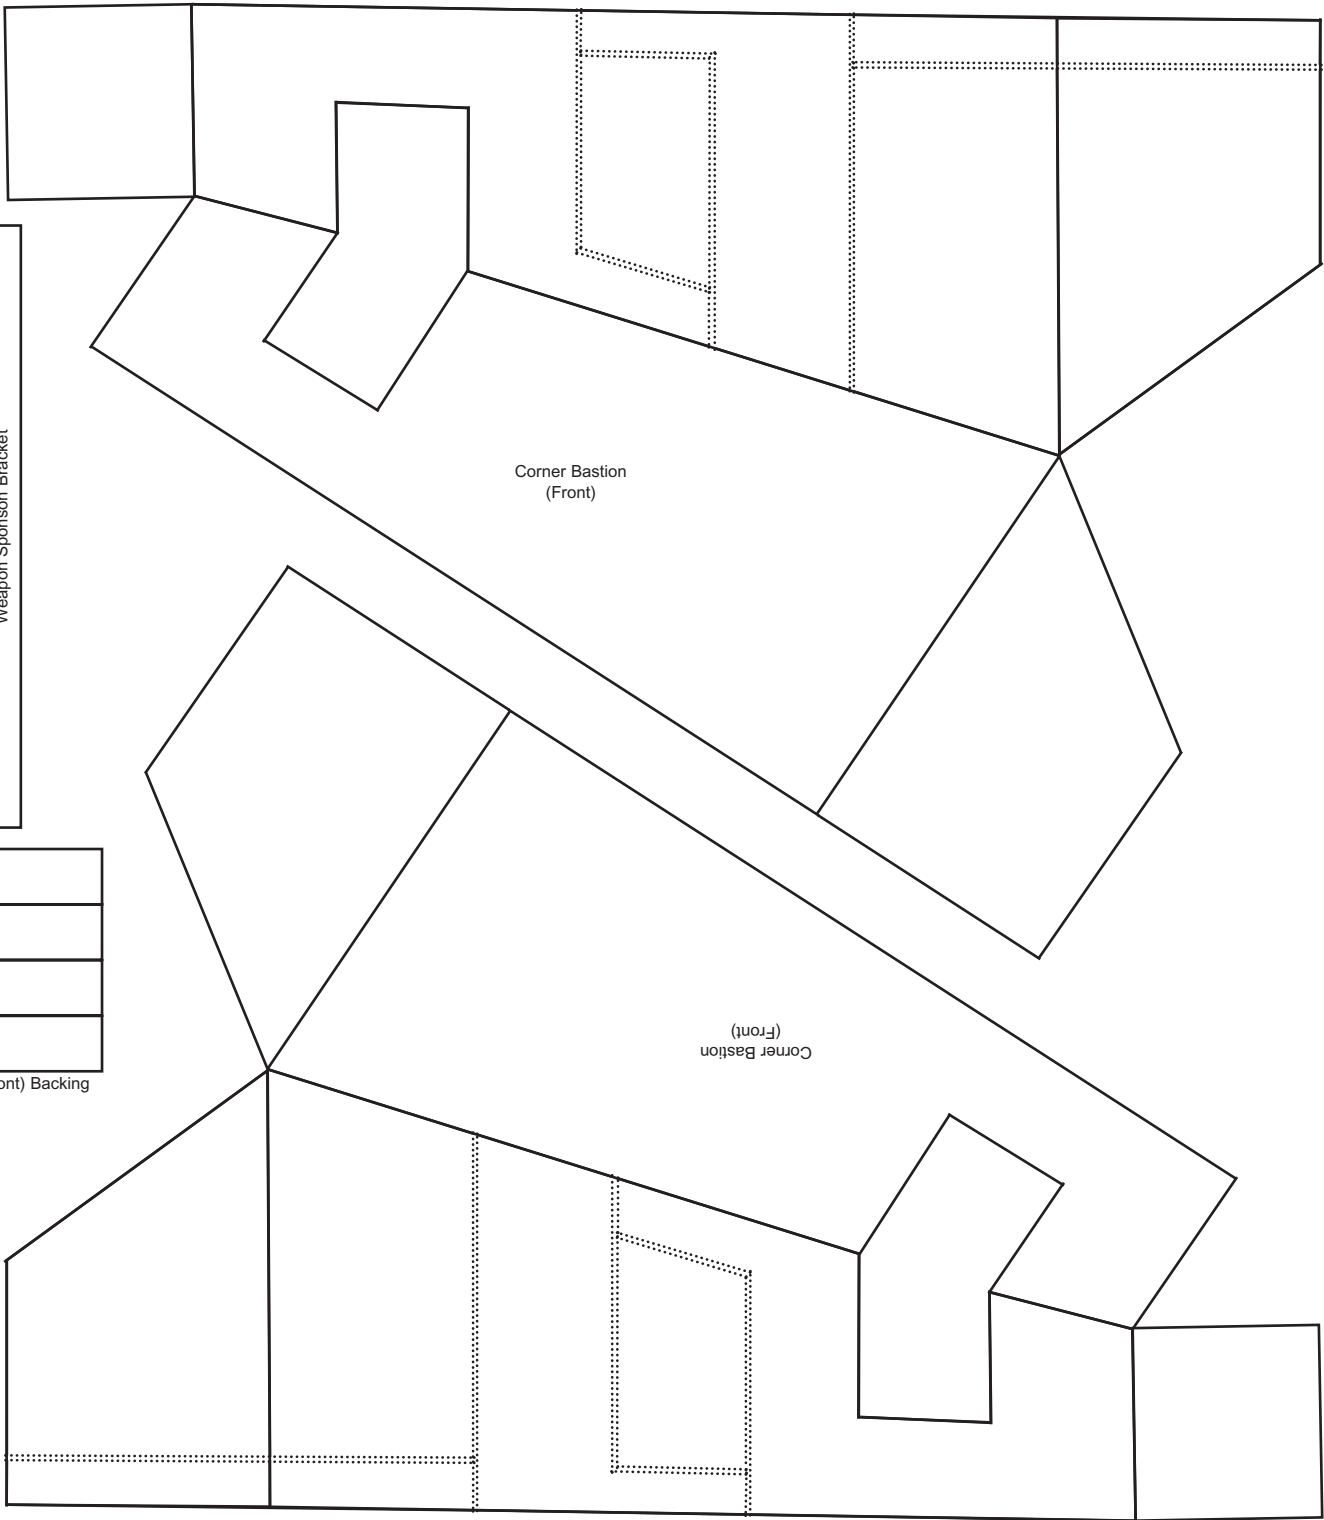 Corner Bastion
(Front)
Weapon Sponson Bracket
Corner Bastion
(Front)
ont) Backing